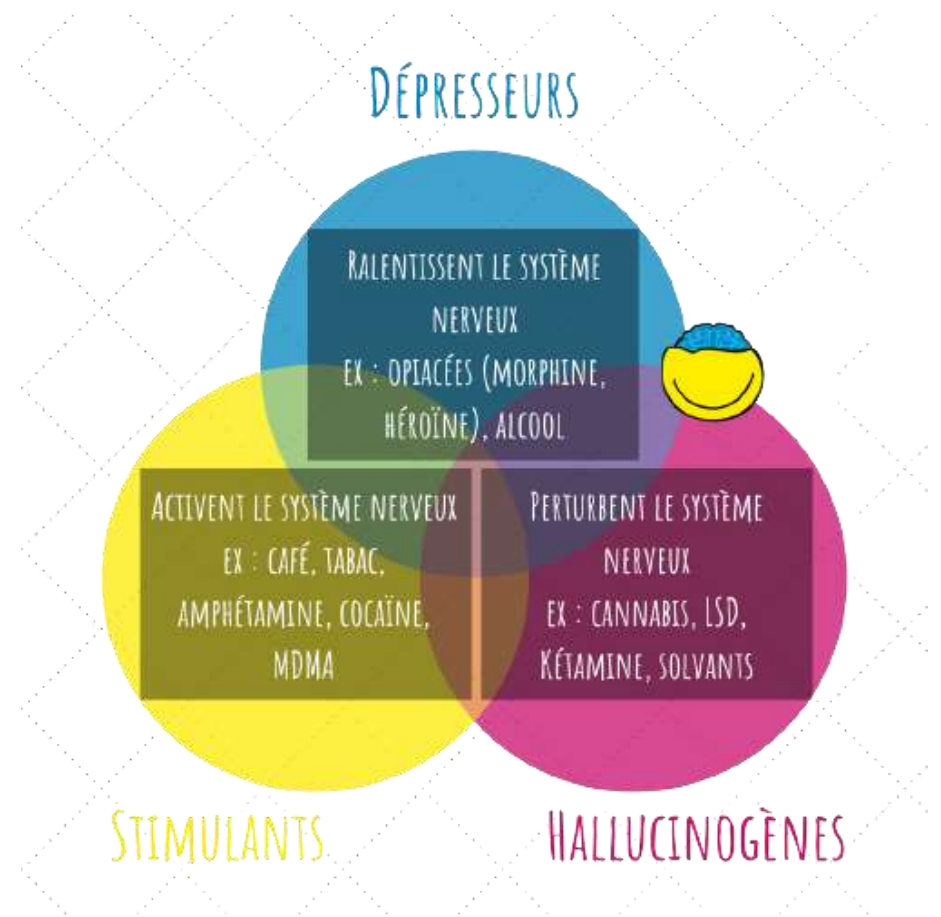 Dépresseurs
Ralentissent le système
nerveux
ex : opiacées (morphine,
héroïne), alcool
Activent le système nerveux
ex : café, tabac,
amphétamine, cocaïne,
MDMA
Perturbent le système
nerveux
ex : cannabis, LSD,
Kétamine, solvants
Stimulants
Hallucinogènes